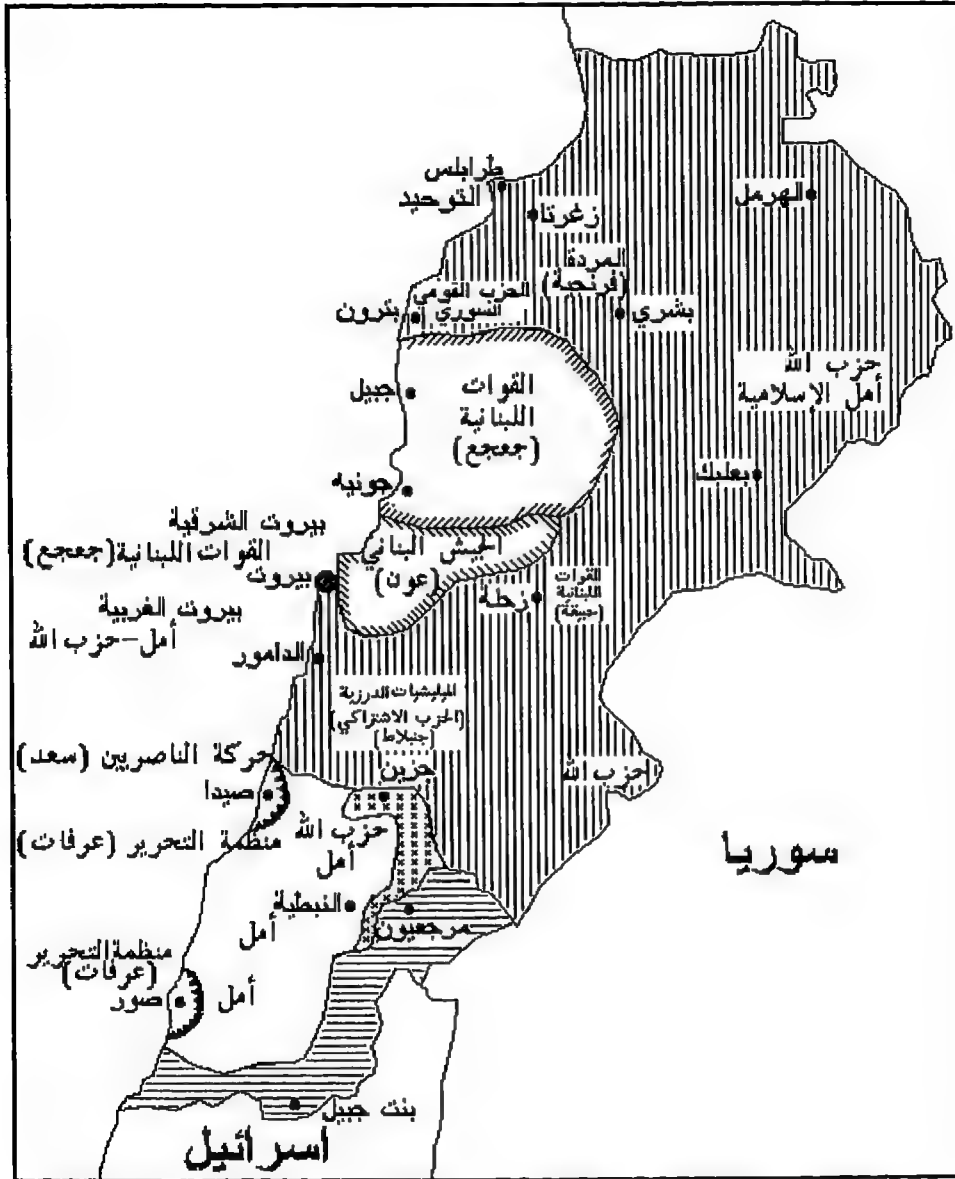 طرابلس
التوحيد
زغرتا
الهرمل
المردة
(فرنجية)
الحزب القومي
السوري
بترون
بشري
حزب الله
أمل الإسلامية
القوات
اللبنانية
(جعجع)
جبيل
بعلبك
جونيه
بيروت الشرقية
القوات اللبنانية (جعجع)
الجيش البناني
(عون)
بيروت
القوات
اللبنانية
(حبيقة)
زحلة
بيروت الغربية
أمل-حزب الله
الدامور
الميليشيات الدرزية
(الحزب الاشتراكي)
(جنبلاط)
حركة الناصريين (سعد)
جزين
حزب الله
صيدا
حزب الله
منظمة التحرير (عرفات)
أمل
سوريا
النبطية
أمل
مرجعيون
منظمة التحرير
(عرفات)
أمل
صور
بنت جبيل
اسرائيل